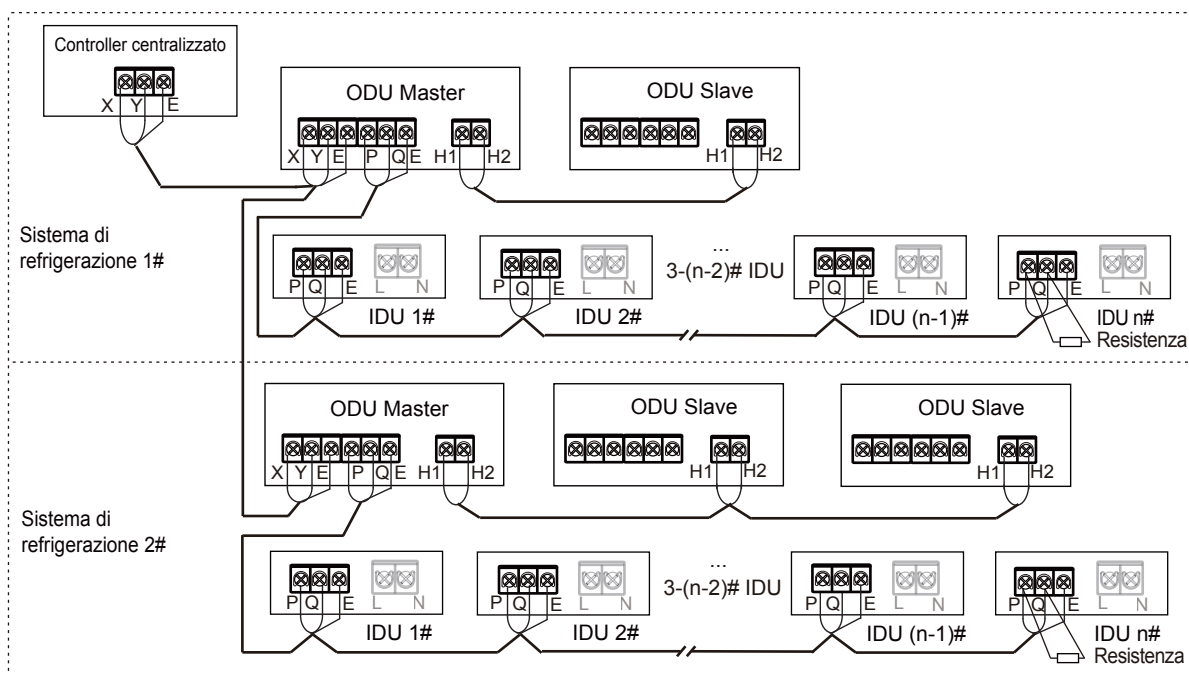 Controller centralizzato
X Y E
ODU Master
X Y E P Q E H1 H2
ODU Slave
H1 H2
Sistema di
refrigerazione 1#
P Q E L N
IDU 1#
P Q E L N
IDU 2#
...
3-(n-2)# IDU
P Q E L N
IDU (n-1)#
P Q E L N
IDU n#
Resistenza
ODU Master
X Y E P Q E H1 H2
ODU Slave
H1 H2
ODU Slave
H1 H2
Sistema di
refrigerazione 2#
P Q E L N
IDU 1#
P Q E L N
IDU 2#
...
3-(n-2)# IDU
P Q E L N
IDU (n-1)#
P Q E L N
IDU n#
Resistenza